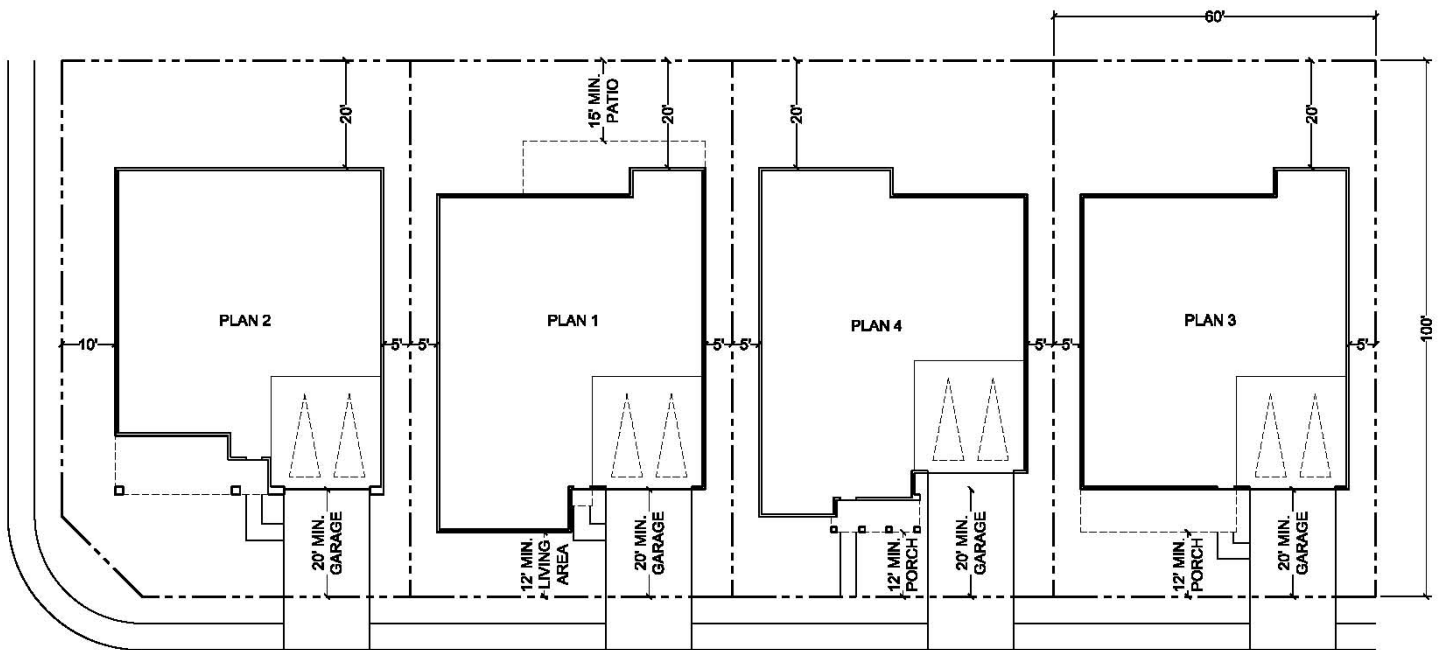 60'
20'
15' MIN.
PATIO
20'
20'
20'
PLAN 2
PLAN 1
PLAN 4
PLAN 3
10'
5'
5'
5'
5'
5'
5'
5'
100'
20' MIN.
GARAGE
12' MIN.
LIVING
AREA
20' MIN.
GARAGE
12' MIN.
PORCH
20' MIN.
GARAGE
12' MIN.
PORCH
20' MIN.
GARAGE